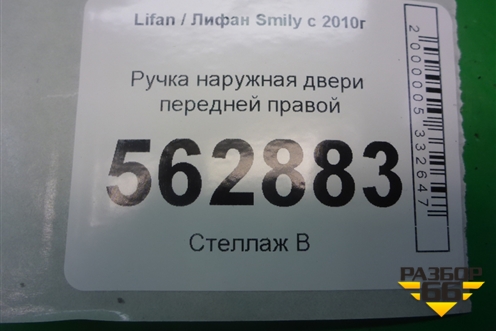 Lifan / Лифан Smily с 2010г
Ручка наружная двери
передней правой
562883
Стеллаж В
2000005332647
РАЗБОР
66